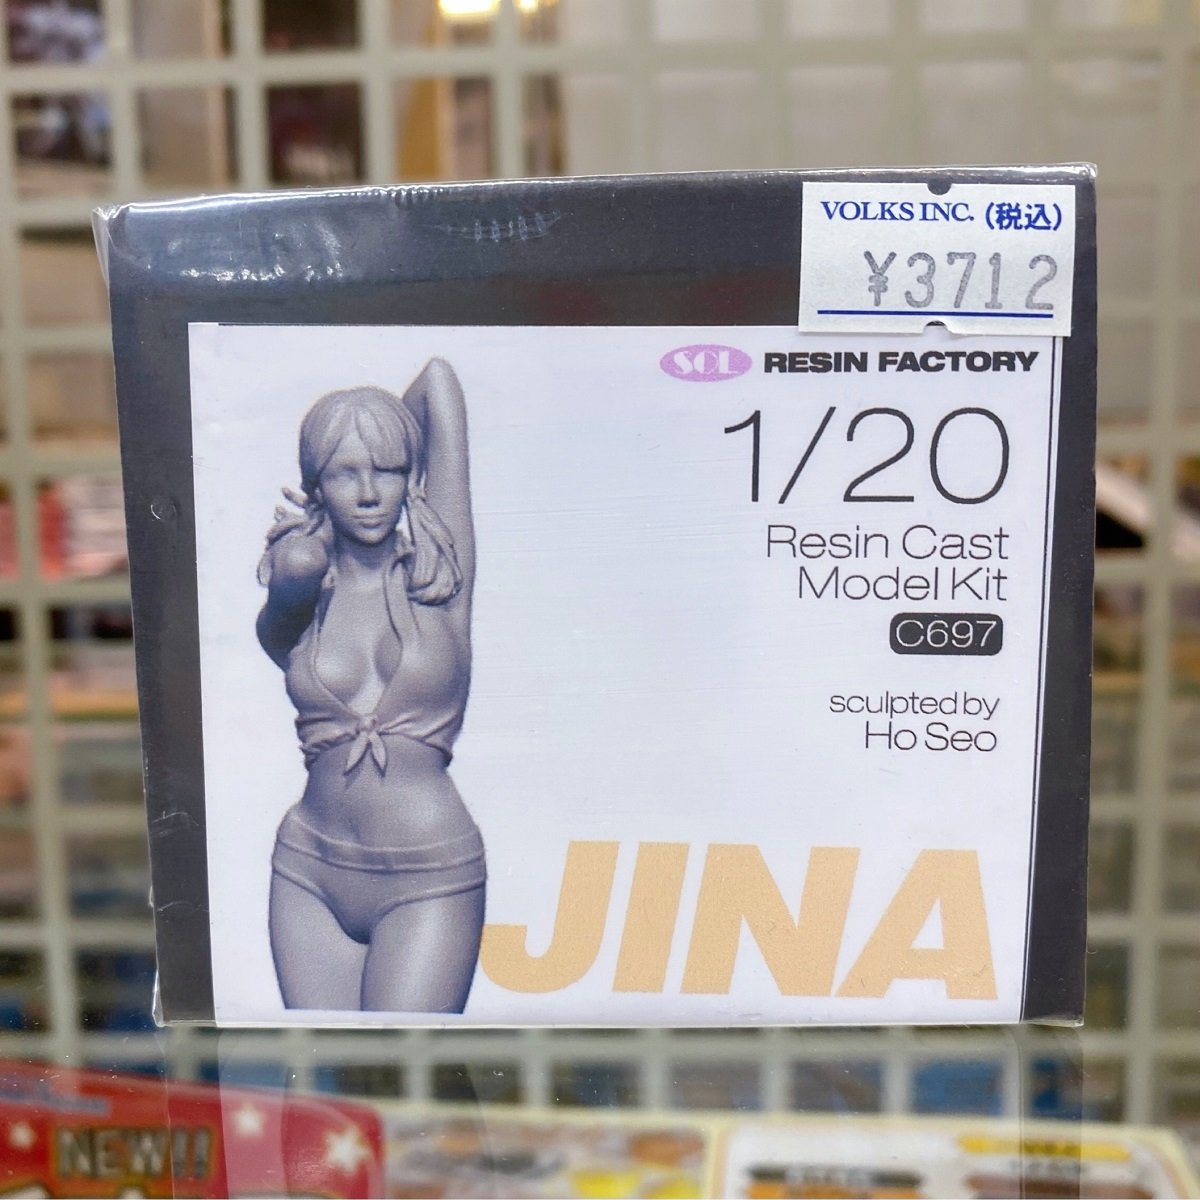 VOLKS INC. (税込)
¥3712
SOL RESIN FACTORY
1/20
Resin Cast
Model Kit
C697
sculpted by
Ho Seo
JINA
NEW!!